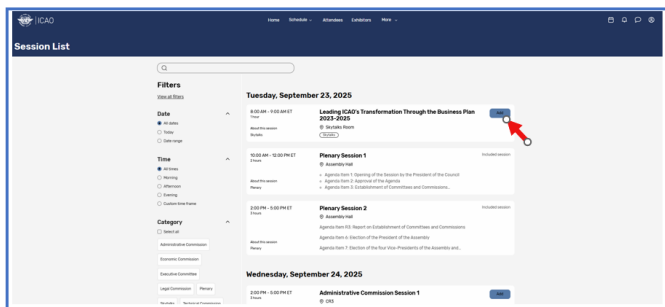 ICAO
Home Schedule Attendees Exhibitors More
Session List
Filters
View all filters
Date
All dates
Today
Date range
Time
All times
Morning
Afternoon
Evening
Custom time frame
Category
Select all
Administrative Commission
Economic Commission
Executive Committee
Legal Commission Plenary
Skytalks Technical Commission
Tuesday, September 23, 2025
8:00 AM - 9:00 AM ET
1 hour
About this session
Skytalks
Leading ICAO's Transformation Through the Business Plan
2023-2025
Skytalks Room
Skytalks
Add
10:00 AM - 12:00 PM ET
2 hours
About this session
Plenary
Plenary Session 1
Included session
Assembly Hall
Agenda Item 1: Opening of the Session by the President of the Council
Agenda Item 2: Approval of the Agenda
Agenda Item 3: Establishment of Committees and Commissions...
2:00 PM - 5:00 PM ET
3 hours
About this session
Plenary
Plenary Session 2
Included session
Assembly Hall
Report on Establishment of Committees and Commissions
Election of the President of the Assembly
Agenda Item 7: Election of the four Vice-Presidents of the Assembly and...
Wednesday, September 24, 2025
2:00 PM - 5:00 PM ET
3 hours
Administrative Commission Session 1
CR3
Add